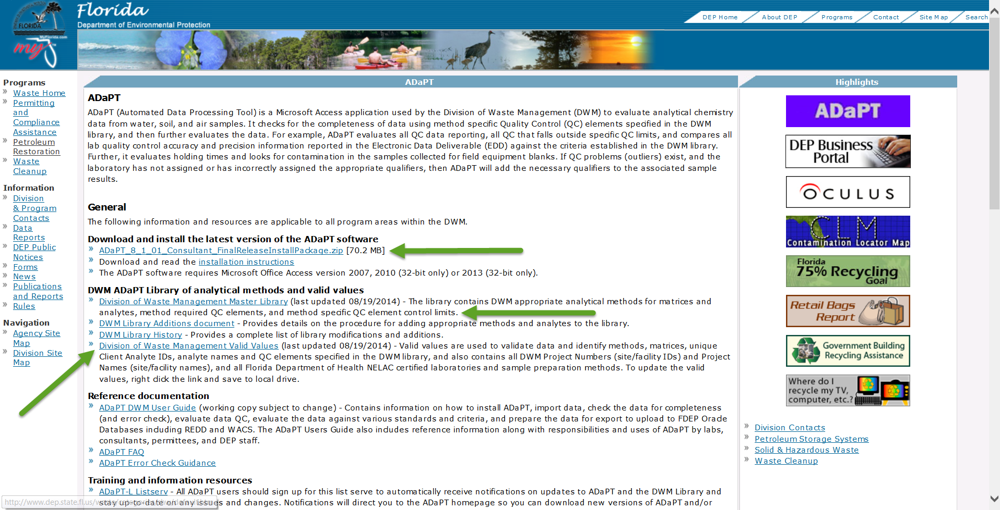 Florida
Department of Environmental Protection
FLORIDA
MyFlorida.com
my
DEP Home
About DEP
Programs
Contact
Site Map
Search
Programs
Waste Home
Permitting
and
Compliance
Assistance
Petroleum
Restoration
Waste
Cleanup
Information
Division
& Program
Contacts
Data
Reports
DEP Public
Notices
Forms
News
Publications
and Reports
Rules
Navigation
Agency Site
Map
Division Site
Map
ADaPT
ADaPT
ADaPT (Automated Data Processing Tool) is a Microsoft Access application used by the Division of Waste Management (DWM) to evaluate analytical chemistry
data from water, soil, and air samples. It checks for the completeness of data using method specific Quality Control (QC) elements specified in the DWM
library, and then further evaluates the data. For example, ADaPT evaluates all QC data reporting, all QC that falls outside specific QC limits, and compares all
lab quality control accuracy and precision information reported in the Electronic Data Deliverable (EDD) against the criteria established in the DWM library.
Further, it evaluates holding times and looks for contamination in the samples collected for field equipment blanks. If QC problems (outliers) exist, and the
laboratory has not assigned or has incorrectly assigned the appropriate qualifiers, then ADaPT will add the necessary qualifiers to the associated sample
results.
General
The following information and resources are applicable to all program areas within the DWM.
Download and install the latest version of the ADaPT software
» ADaPT_8_1_01_Consultant_FinalReleaseInstallPackage.zip [70.2 MB]
» Download and read the installation instructions
» The ADaPT software requires Microsoft Office Access version 2007, 2010 (32-bit only) or 2013 (32-bit only).
DWM ADaPT Library of analytical methods and valid values
» Division of Waste Management Master Library (last updated 08/19/2014) - The library contains DWM appropriate analytical methods for matrices and
analytes, method required QC elements, and method specific QC element control limits.
» DWM Library Additions document - Provides details on the procedure for adding appropriate methods and analytes to the library.
» DWM Library History - Provides a complete list of library modifications and additions.
» Division of Waste Management Valid Values (last updated 08/19/2014) - Valid values are used to validate data and identify methods, matrices, unique
Client Analyte IDs, analyte names and QC elements specified in the DWM library, and also contains all DWM Project Numbers (site/facility IDs) and Project
Names (site/facility names), and all Florida Department of Health NELAC certified laboratories and sample preparation methods. To update the valid
values, right click the link and save to local drive.
Reference documentation
» ADaPT DWM User Guide (working copy subject to change) - Contains information on how to install ADaPT, import data, check the data for completeness
(and error check), evaluate data QC, evaluate the data against various standards and criteria, and prepare the data for export to upload to FDEP Oracle
Databases including REDD and WACS. The ADaPT Users Guide also includes reference information along with responsibilities and uses of ADaPT by labs,
consultants, permittees, and DEP staff.
» ADaPT FAQ
» ADaPT Error Check Guidance
Training and information resources
» ADaPT-L Listserv - All ADaPT users should sign up for this list serve to automatically receive notifications on updates to ADaPT and the DWM Library and
stay up-to-date on any issues and changes. Notifications will direct you to the ADaPT homepage so you can download new versions of ADaPT and/or
Highlights
ADaPT
DEP Business
Portal
OCULUS
CLM
Contamination Locator Map
Florida
75% Recycling
Goal
Retail Bags
Report
Government Building
Recycling Assistance
Where do I
recycle my TV,
computer, etc.?
» Division Contacts
» Petroleum Storage Systems
» Solid & Hazardous Waste
» Waste Cleanup